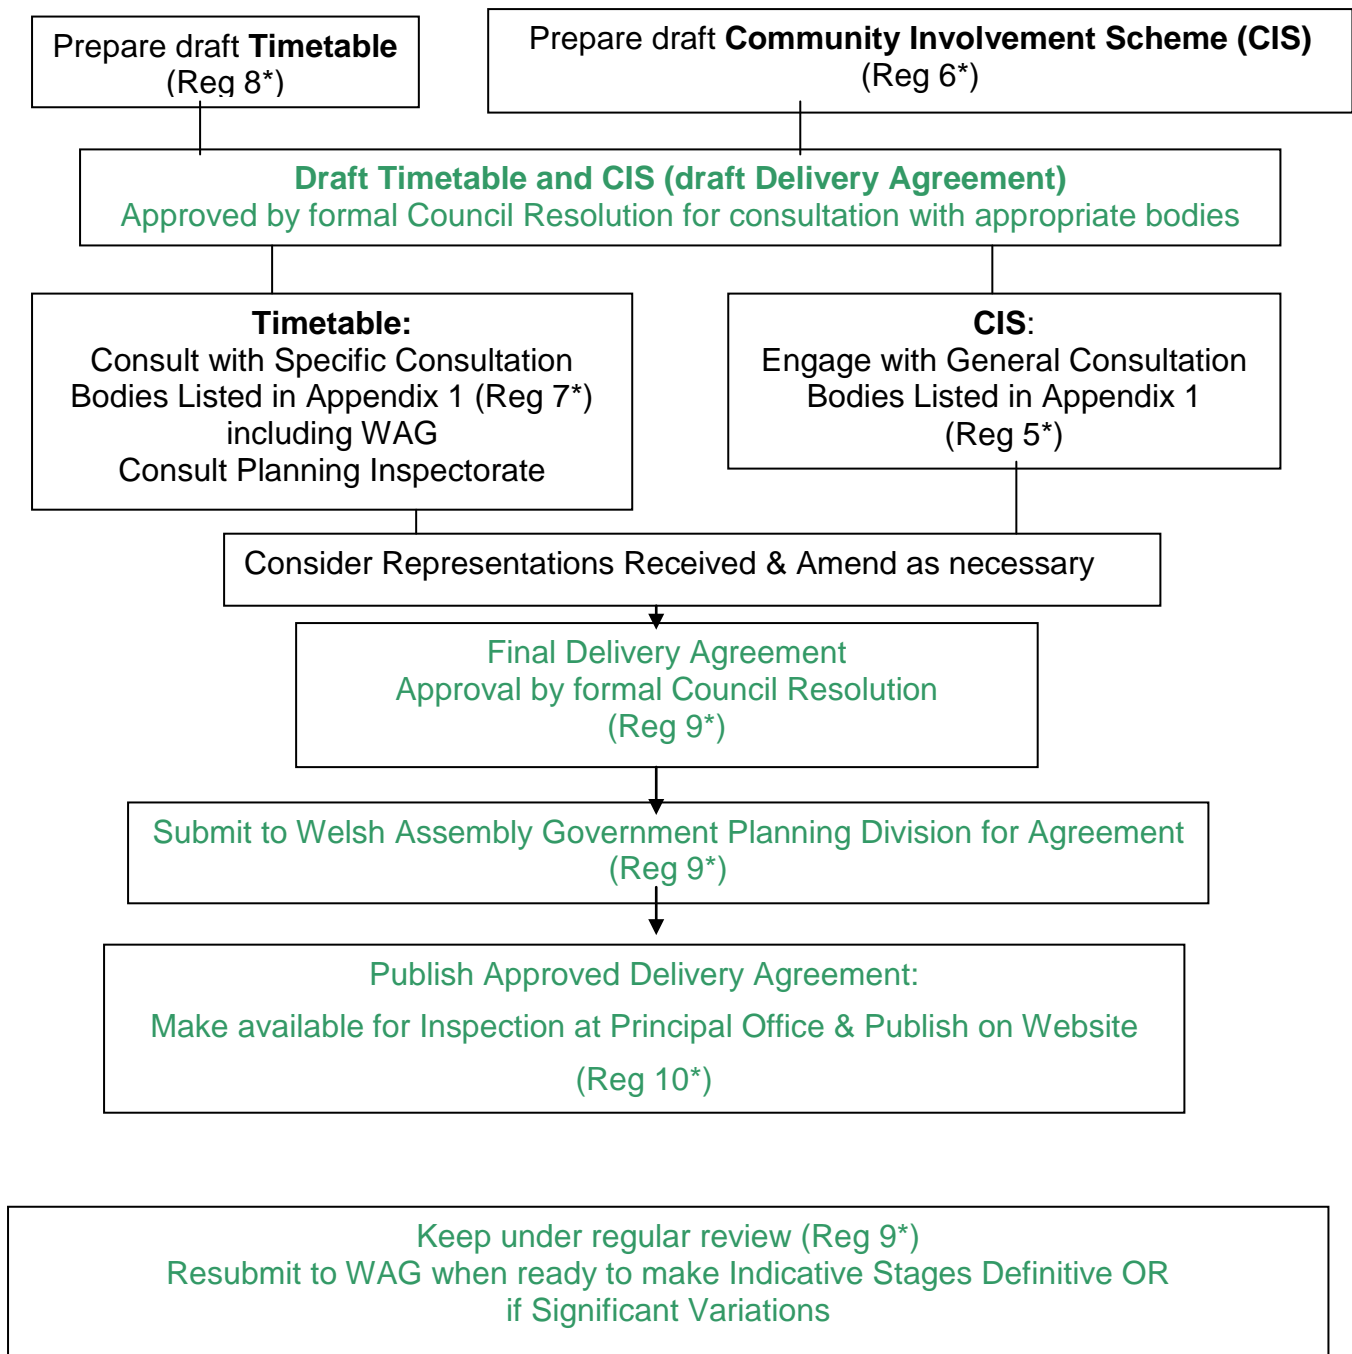 Prepare draft Timetable
(Reg 8*)
Prepare draft Community Involvement Scheme (CIS)
(Reg 6*)
Draft Timetable and CIS (draft Delivery Agreement)
Approved by formal Council Resolution for consultation with appropriate bodies
Timetable:
Consult with Specific Consultation
Bodies Listed in Appendix 1 (Reg 7*)
including WAG
Consult Planning Inspectorate
CIS:
Engage with General Consultation
Bodies Listed in Appendix 1
(Reg 5*)
Consider Representations Received & Amend as necessary
Final Delivery Agreement
Approval by formal Council Resolution
(Reg 9*)
Submit to Welsh Assembly Government Planning Division for Agreement
(Reg 9*)
Publish Approved Delivery Agreement:
Make available for Inspection at Principal Office & Publish on Website
(Reg 10*)
Keep under regular review (Reg 9*)
Resubmit to WAG when ready to make Indicative Stages Definitive OR
if Significant Variations